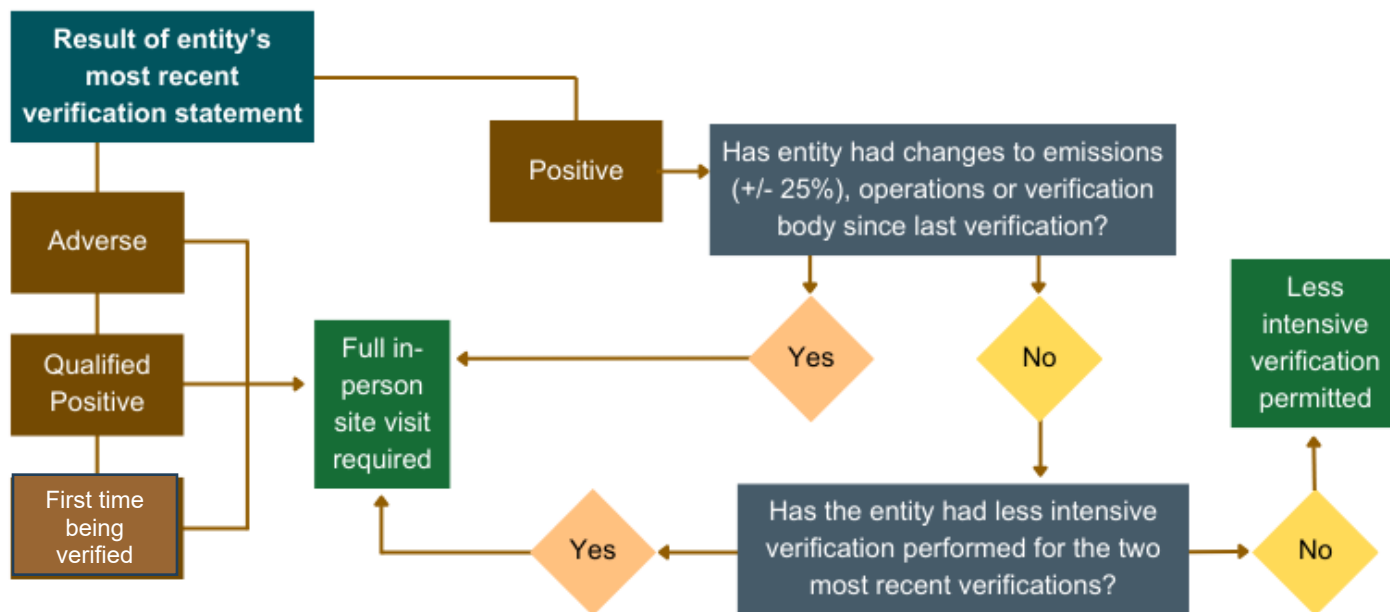 Result of entity’s
most recent
verification statement
Positive
Has entity had changes to emissions
(+/- 25%), operations or verification
body since last verification?
Adverse
Qualified
Positive
First time
being
verified
Full in-
person
site visit
required
Yes
No
Less
intensive
verification
permitted
Has the entity had less intensive
verification performed for the two
most recent verifications?
Yes
No